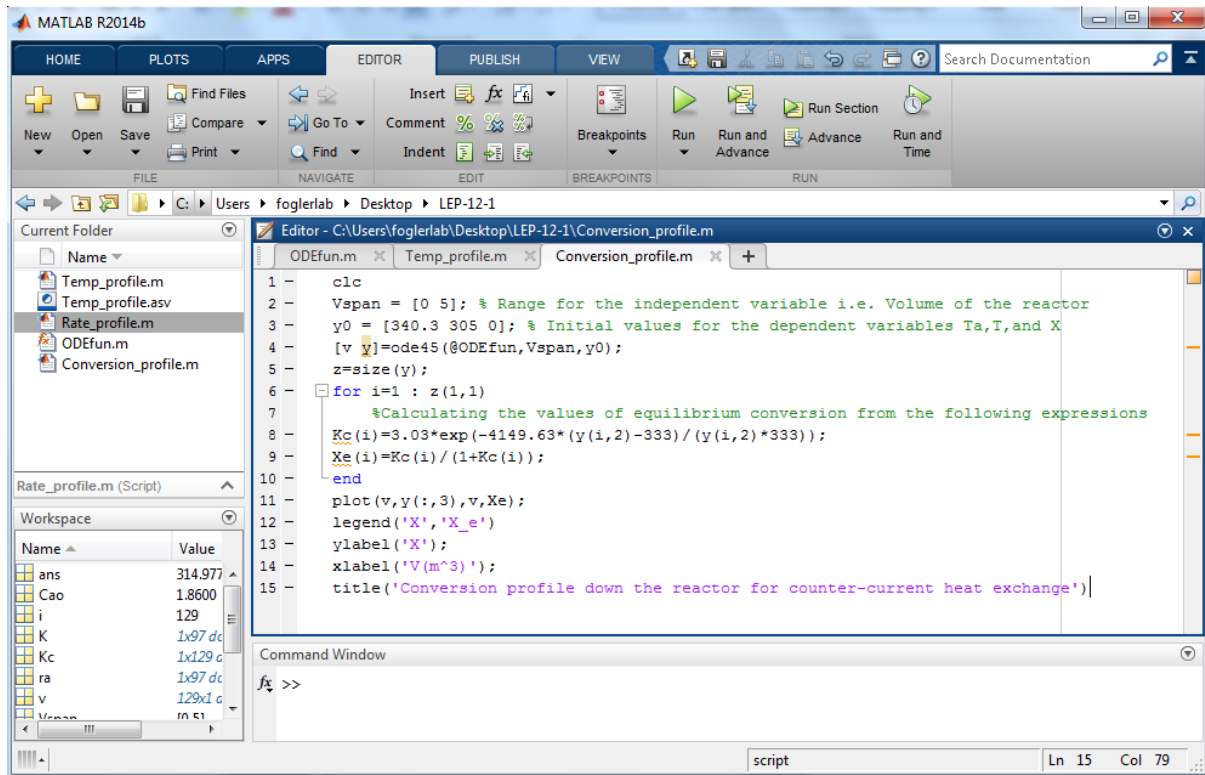 MATLAB R2014b
HOME PLOTS APPS EDITOR PUBLISH VIEW Search Documentation
New Open Save Find Files Compare Print
FILE
Go To Find
NAVIGATE
Insert fx fi
Comment % %
Indent
EDIT
Breakpoints
BREAKPOINTS
Run Run and Advance Run Section Advance Run and Time
RUN
C: Users foglerlab Desktop LEP-12-1
Current Folder
Name
Temp_profile.m
Temp_profile.asv
Rate_profile.m
ODEfun.m
Conversion_profile.m
Rate_profile.m (Script)
Workspace
Name Value
ans 314.977
Cao 1.8600
i 129
K 1x97 dc
Kc 1x129 d
ra 1x97 dc
v 129x1 d
Vspan [0 5]
Editor - C:\Users\foglerlab\Desktop\LEP-12-1\Conversion_profile.m
ODEfun.m Temp_profile.m Conversion_profile.m +
1 - clc
2 - Vspan = [0 5]; % Range for the independent variable i.e. Volume of the reactor
3 - y0 = [340.3 305 0]; % Initial values for the dependent variables Ta,T,and X
4 - [v y]=ode45(@ODEfun,Vspan,y0);
5 - z=size(y);
6 - for i=1 : z(1,1)
7 %Calculating the values of equilibrium conversion from the following expressions
8 - Kc(i)=3.03*exp(-4149.63*(y(i,2)-333)/(y(i,2)*333));
9 - Xe(i)=Kc(i)/(1+Kc(i));
10 - end
11 - plot(v,y(:,3),v,Xe);
12 - legend('X','X_e')
13 - ylabel('X');
14 - xlabel('V(m^3)');
15 - title('Conversion profile down the reactor for counter-current heat exchange')
Command Window
fx >>
script Ln 15 Col 79